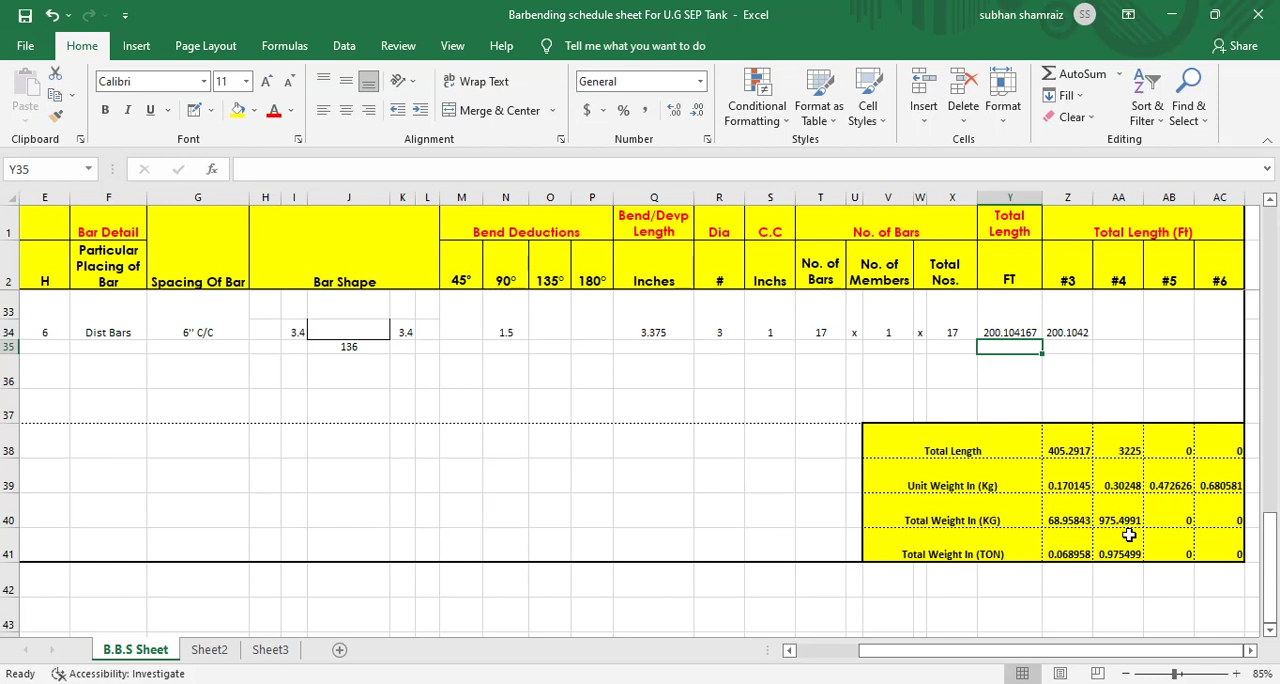 Barbending schedule sheet For U.G SEP Tank - Excel
subhan shamraiz SS
File Home Insert Page Layout Formulas Data Review View Help Tell me what you want to do Share
Paste
Calibri 11 A A
B I U A
Wrap Text
Merge & Center
General
$ % ,
Conditional Formatting
Format as Table
Cell Styles
Insert
Delete
Format
AutoSum
Fill
Clear
Sort & Filter
Find & Select
Clipboard Font Alignment Number Styles Cells Editing
Y35 fx
E F G H I J K L M N O P Q R S T U V W X Y Z AA AB AC
1 Bar Detail Bend Deductions Bend/Devp Length Dia C.C No. of Bars Total Length Total Length (Ft)
2 H Particular Placing of Bar Spacing Of Bar Bar Shape 45° 90° 135° 180° Inches # Inchs No. of Bars No. of Members Total Nos. FT #3 #4 #5 #6
33
34 6 Dist Bars 6'' C/C 3.4 3.4 1.5 3.375 3 1 17 x 1 x 17 200.104167 200.1042
35 136
36
37
38 Total Length 405.2917 3225 0 0
39 Unit Weight In (Kg) 0.170145 0.30248 0.472626 0.680581
40 Total Weight In (KG) 68.95843 975.4991 0 0
41 Total Weight In (TON) 0.068958 0.975499 0 0
42
43
B.B.S Sheet Sheet2 Sheet3
Ready Accessibility: Investigate 85%